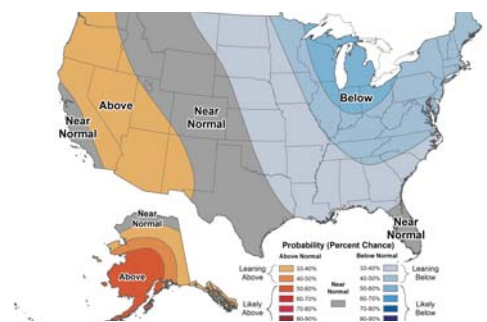 Above
Near
Normal
Near
Normal
Below
Near
Normal
Near
Normal
Above
Probability (Percent Chance)
Above Normal
Below Normal
Leaning
Above
33-40%
40-50%
50-60%
Likely
Above
60-70%
70-80%
80-90%
Near
Normal
33-40%
40-50%
50-60%
60-70%
70-80%
80-90%
Leaning
Below
Likely
Below